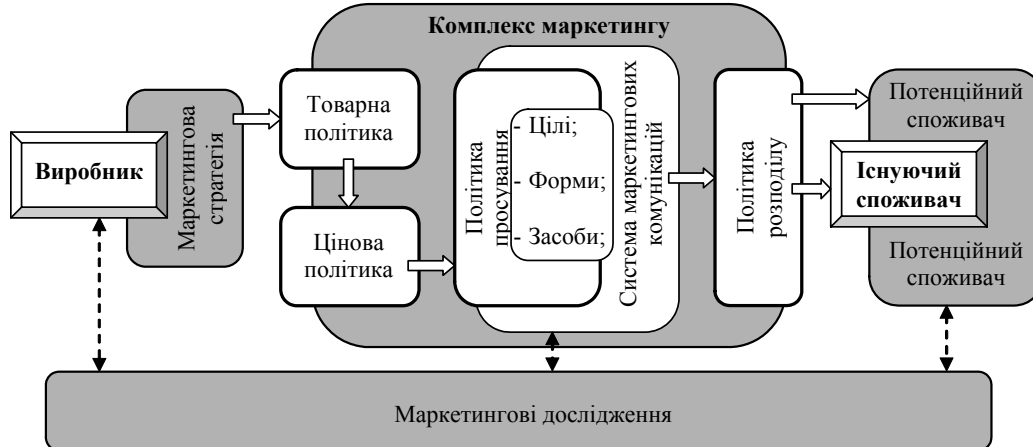 Комплекс маркетингу
Виробник
Маркетингова
стратегія
Товарна
політика
Цінова
політика
Політика
просування
- Цілі;
- Форми;
- Засоби;
Система маркетингових
комунікацій
Політика
розподілу
Потенційний
споживач
Існуючий
споживач
Потенційний
споживач
Маркетингові дослідження